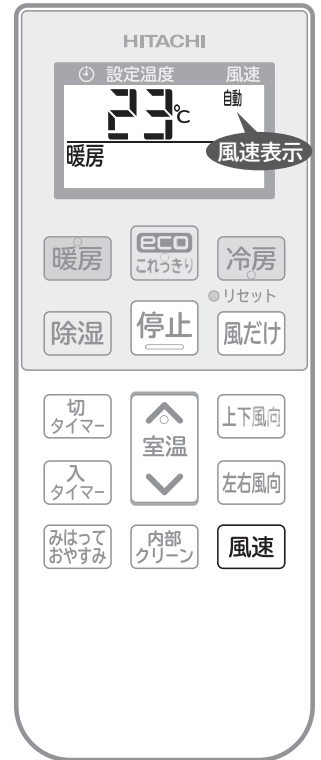 HITACHI
設定温度 風速
23℃ 自動
風速表示
暖房
暖房 eco これっきり 冷房
リセット
除湿 停止 風だけ
切タイマー 室温 上下風向
入タイマー 左右風向
みはっておやすみ 内部クリーン 風速